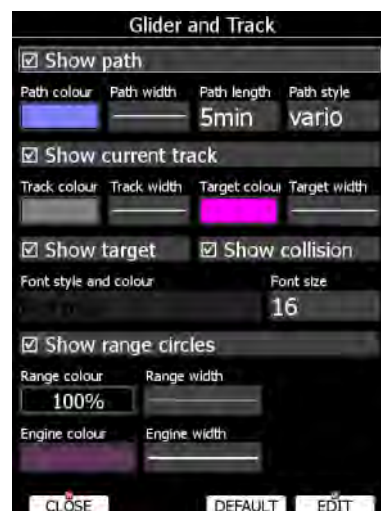 Glider and Track
Show path
Path colour Path width Path length Path style
5min vario
Show current track
Track colour Track width Target colour Target width
Show target Show collision
Font style and colour Font size
16
Show range circles
Range colour Range width
100%
Engine colour Engine width
CLOSE DEFAULT EDIT